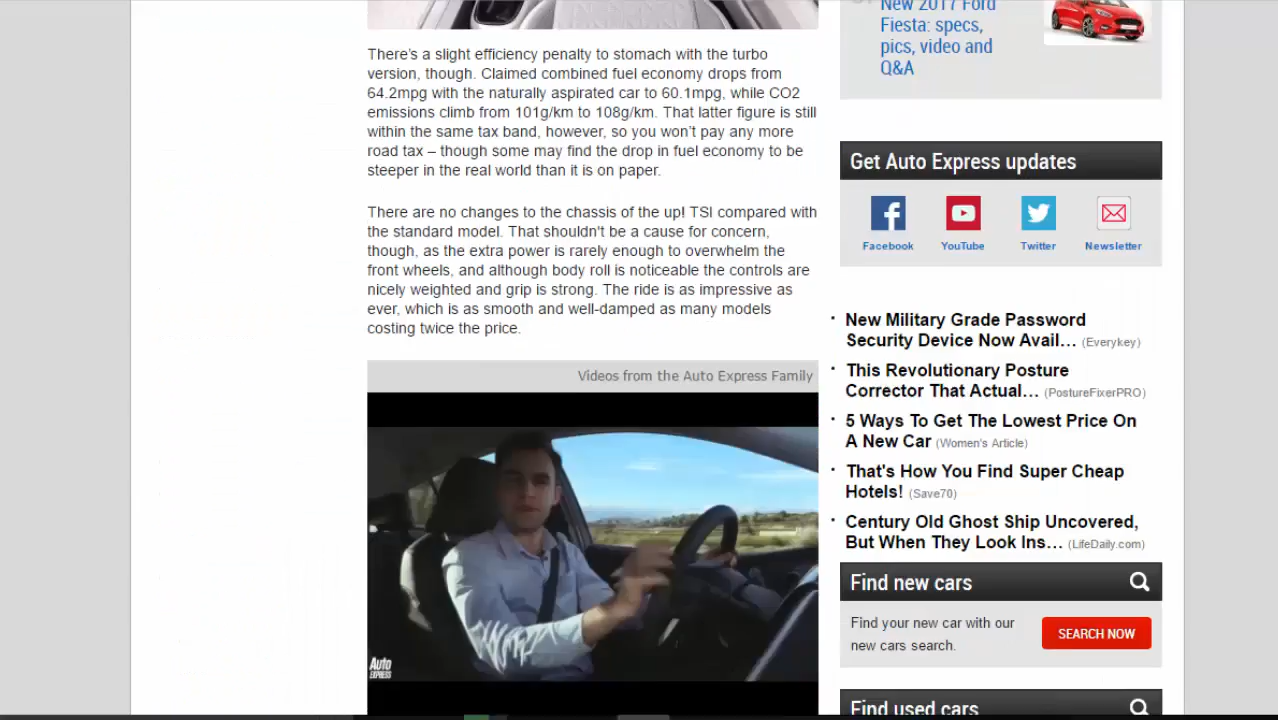 There's a slight efficiency penalty to stomach with the turbo
version, though. Claimed combined fuel economy drops from
64.2mpg with the naturally aspirated car to 60.1mpg, while CO2
emissions climb from 101g/km to 108g/km. That latter figure is still
within the same tax band, however, so you won't pay any more
road tax – though some may find the drop in fuel economy to be
steeper in the real world than it is on paper.
There are no changes to the chassis of the up! TSI compared with
the standard model. That shouldn't be a cause for concern,
though, as the extra power is rarely enough to overwhelm the
front wheels, and although body roll is noticeable the controls are
nicely weighted and grip is strong. The ride is as impressive as
ever, which is as smooth and well-damped as many models
costing twice the price.
Videos from the Auto Express Family
Auto
EXPRESS
New 2017 Ford
Fiesta: specs,
pics, video and
Q&A
Get Auto Express updates
Facebook YouTube Twitter Newsletter
· New Military Grade Password
Security Device Now Avail… (Everykey)
· This Revolutionary Posture
Corrector That Actual… (PostureFixerPRO)
· 5 Ways To Get The Lowest Price On
A New Car (Women's Article)
· That's How You Find Super Cheap
Hotels! (Save70)
· Century Old Ghost Ship Uncovered,
But When They Look Ins… (LifeDaily.com)
Find new cars
Find your new car with our
new cars search.
SEARCH NOW
Find used cars